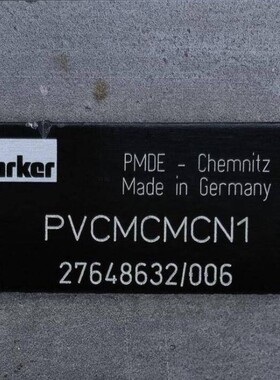 arker
PMDE - Chemnitz
Made in Germany
PVCMCMCN1
27648632/006